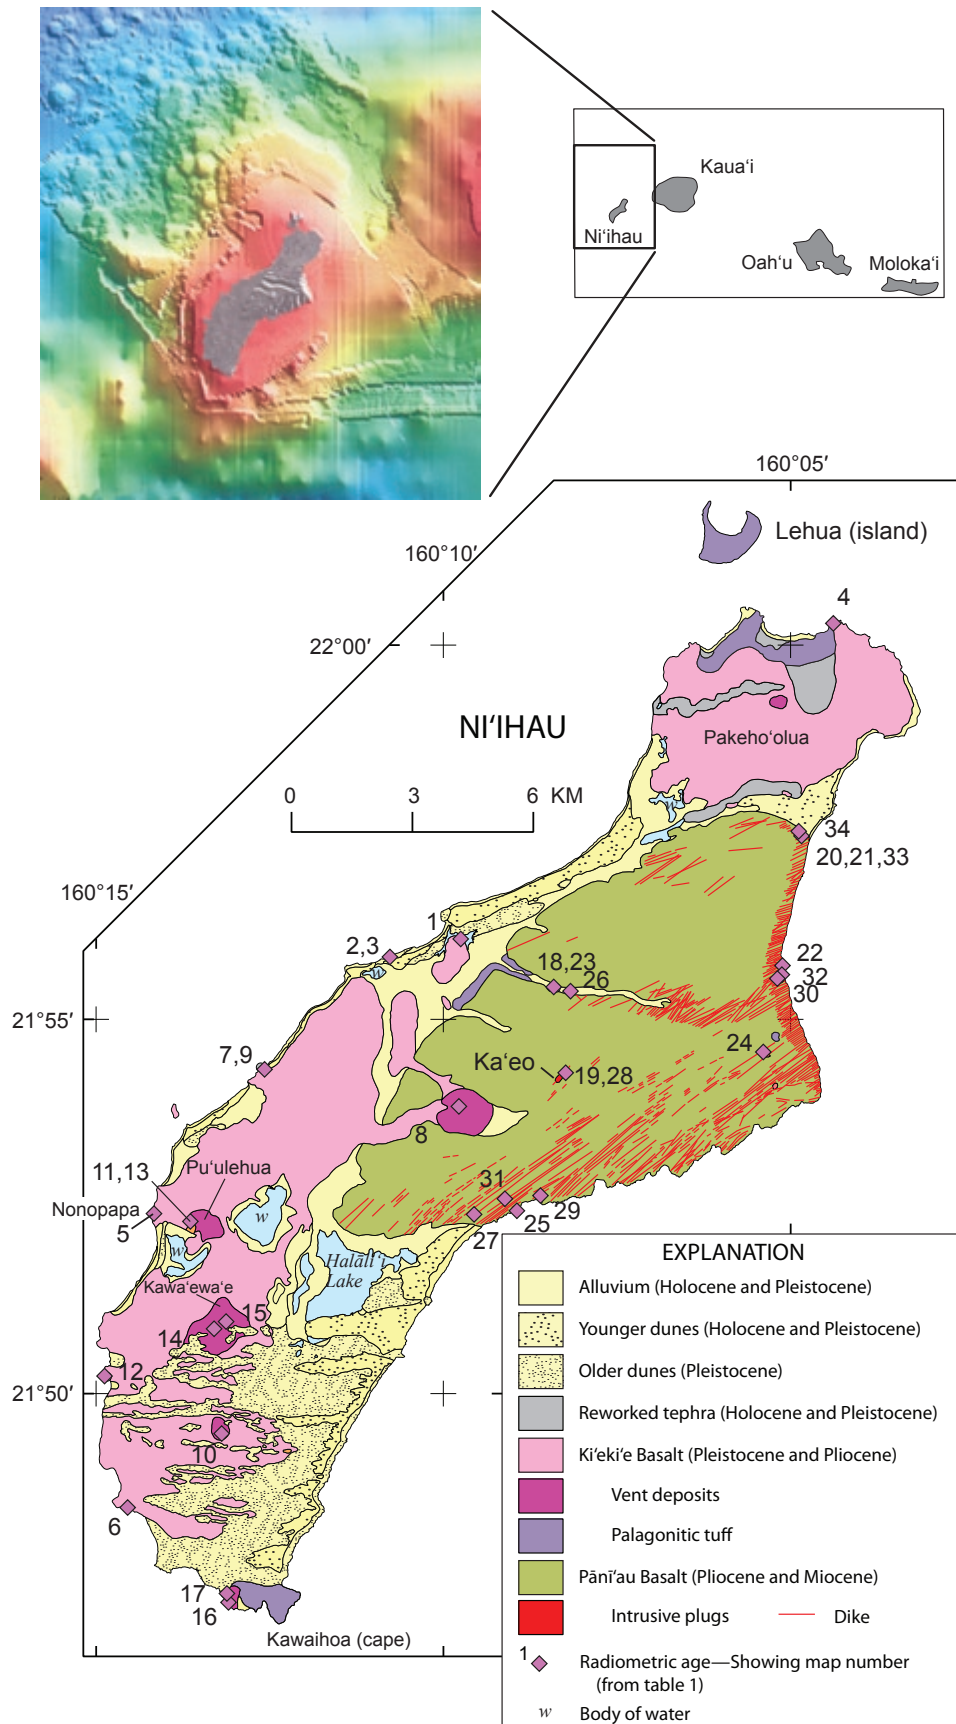 Kaua‘i
Ni‘ihau
Oah‘u
Moloka‘i
160°05′
Lehua (island)
160°10′
4
22°00′
NI‘IHAU
Pakeho‘olua
0 3 6 KM
w
34
20,21,33
160°15′
1
2,3
w
18,23
26
22
32
30
21°55′
24
7,9
Ka‘eo
19,28
8
11,13
Pu‘ulehua
31
29
Nonopapa
5
w
w
25
27
Halāli‘i
Lake
Kawa‘ewa‘e
15
14
12
21°50′
10
6
17
16
Kawaihoa (cape)
EXPLANATION
Alluvium (Holocene and Pleistocene)
Younger dunes (Holocene and Pleistocene)
Older dunes (Pleistocene)
Reworked tephra (Holocene and Pleistocene)
Ki‘eki‘e Basalt (Pleistocene and Pliocene)
Vent deposits
Palagonitic tuff
Pānī‘au Basalt (Pliocene and Miocene)
Intrusive plugs Dike
1 Radiometric age—Showing map number
(from table 1)
w Body of water